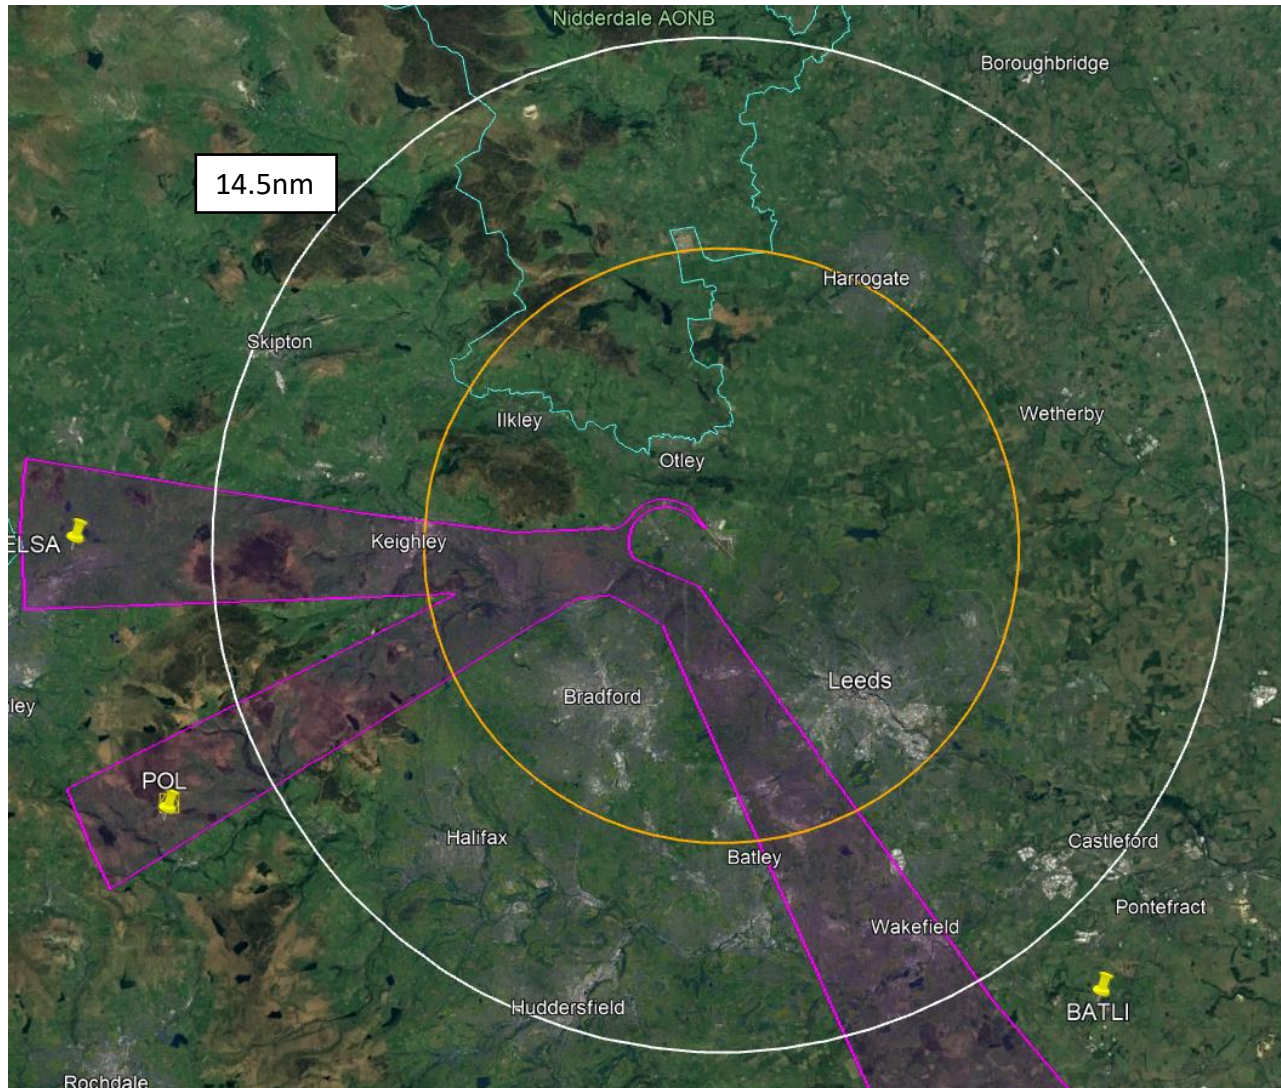 Nidderdale AONB
Boroughbridge
14.5nm
Harrogate
Skipton
Wetherby
Ilkley
Otley
ELSA
Keighley
Leeds
Bradford
ley
POL
Halifax
Castleford
Batley
Pontefract
Wakefield
Huddersfield
BATLI
Rochdale